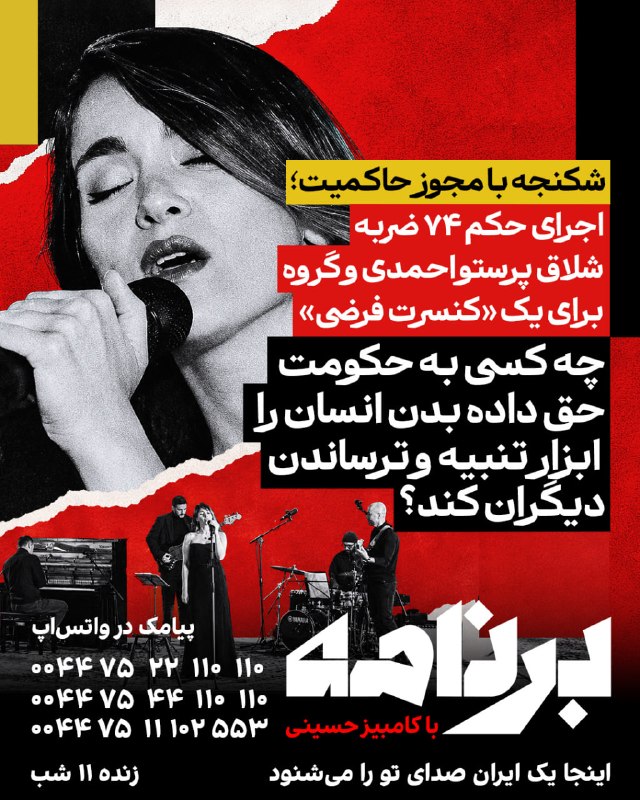 شکنجه با مجوز حاکمیت؛
اجرای حکم ۷۴ ضربه
شلاق پرستو احمدی و گروه
برای یک «کنسرت فرضی»
چه کسی به حکومت
حق داده بدن انسان را
ابزار تنبیه و ترساندن
دیگران کند؟
پیامک در واتس‌اپ
۰۰۴۴ ۷۵ ۲۲ ۱۱۰ ۱۱۰
۰۰۴۴ ۷۵ ۴۴ ۱۱۰ ۱۱۰
۰۰۴۴ ۷۵ ۱۱ ۱۰۲ ۵۵۳
برنامه
با کامبیز حسینی
اینجا یک ایران صدای تو را می‌شنود
زنده ۱۱ شب
YAMAHA